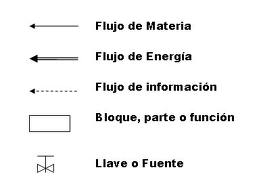 Flujo de Materia
Flujo de Energía
Flujo de información
Bloque, parte o función
Llave o Fuente